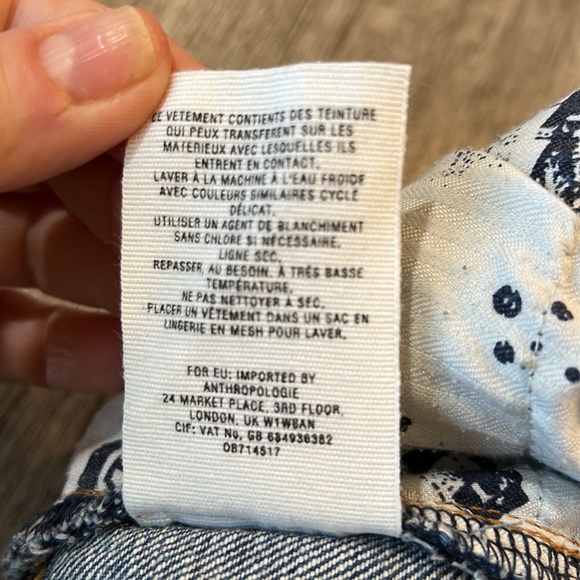 CE VETEMENT CONTIENTS DES TEINTURE
QUI PEUX TRANSFERENT SUR LES
MATERIEUX AVEC LESQUELLES ILS
ENTRENT EN CONTACT.
LAVER À LA MACHINE À L'EAU FROIDE
AVEC COULEURS SIMILAIRES CYCLE
DÉLICAT.
UTILISER UN AGENT DE BLANCHIMENT
SANS CHLORE SI NÉCESSAIRE.
LIGNE SEC.
REPASSER, AU BESOIN, À TRÈS BASSE
TEMPÉRATURE.
NE PAS NETTOYER À SEC.
PLACER UN VÊTEMENT DANS UN SAC EN
LINGERIE EN MESH POUR LAVER.
FOR EU: IMPORTED BY
ANTHROPOLOGIE
24 MARKET PLACE, 3RD FLOOR,
LONDON, UK W1W8AN
CIF: VAT No, GB 684936382
OB714517